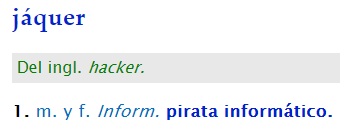 jáquer
Del ingl. hacker.
1. m. y f. Inform. pirata informático.